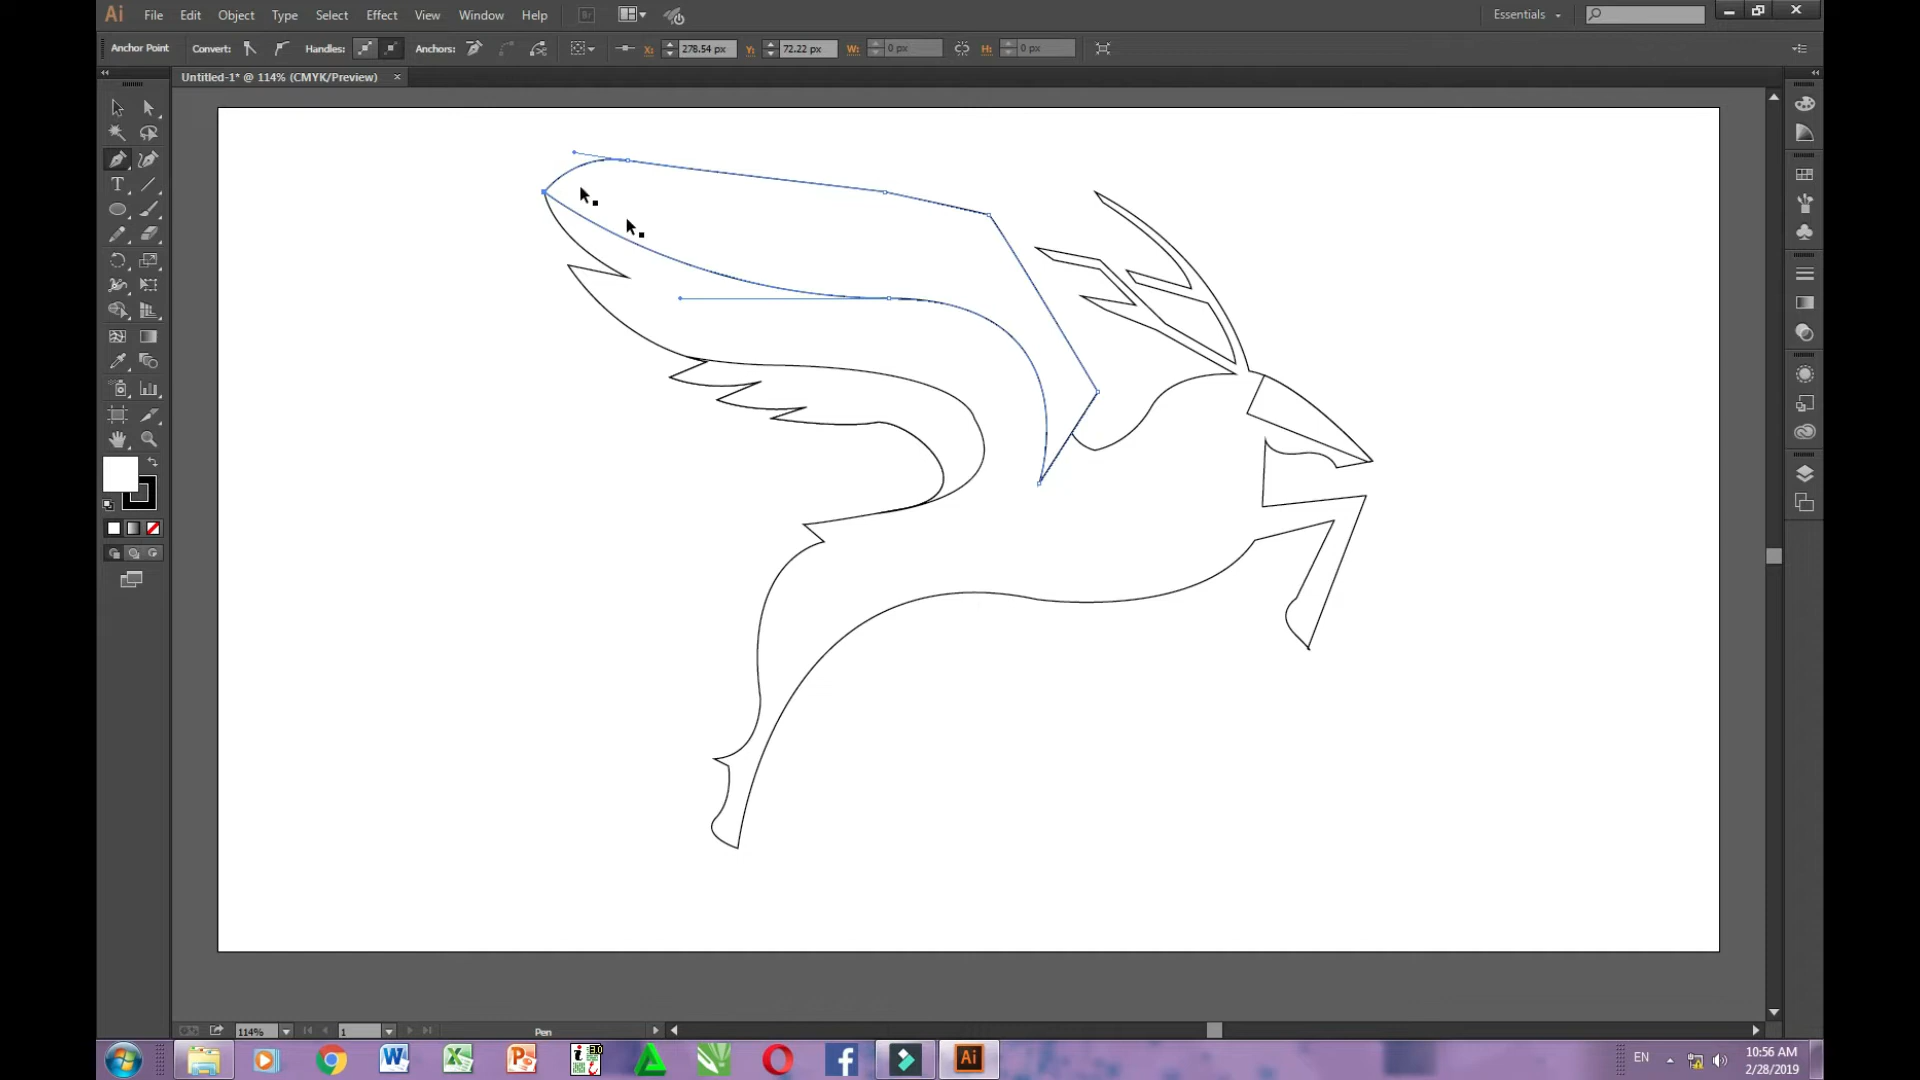 Ai File Edit Object Type Select Effect View Window Help Br Essentials
Anchor Point Convert: Handles: Anchors: X: 278.54 px Y: 72.22 px W: 0 px H: 0 px
Untitled-1* @ 114% (CMYK/Preview) ×
T
114% 1 Pen
EN 10:56 AM
2/28/2019